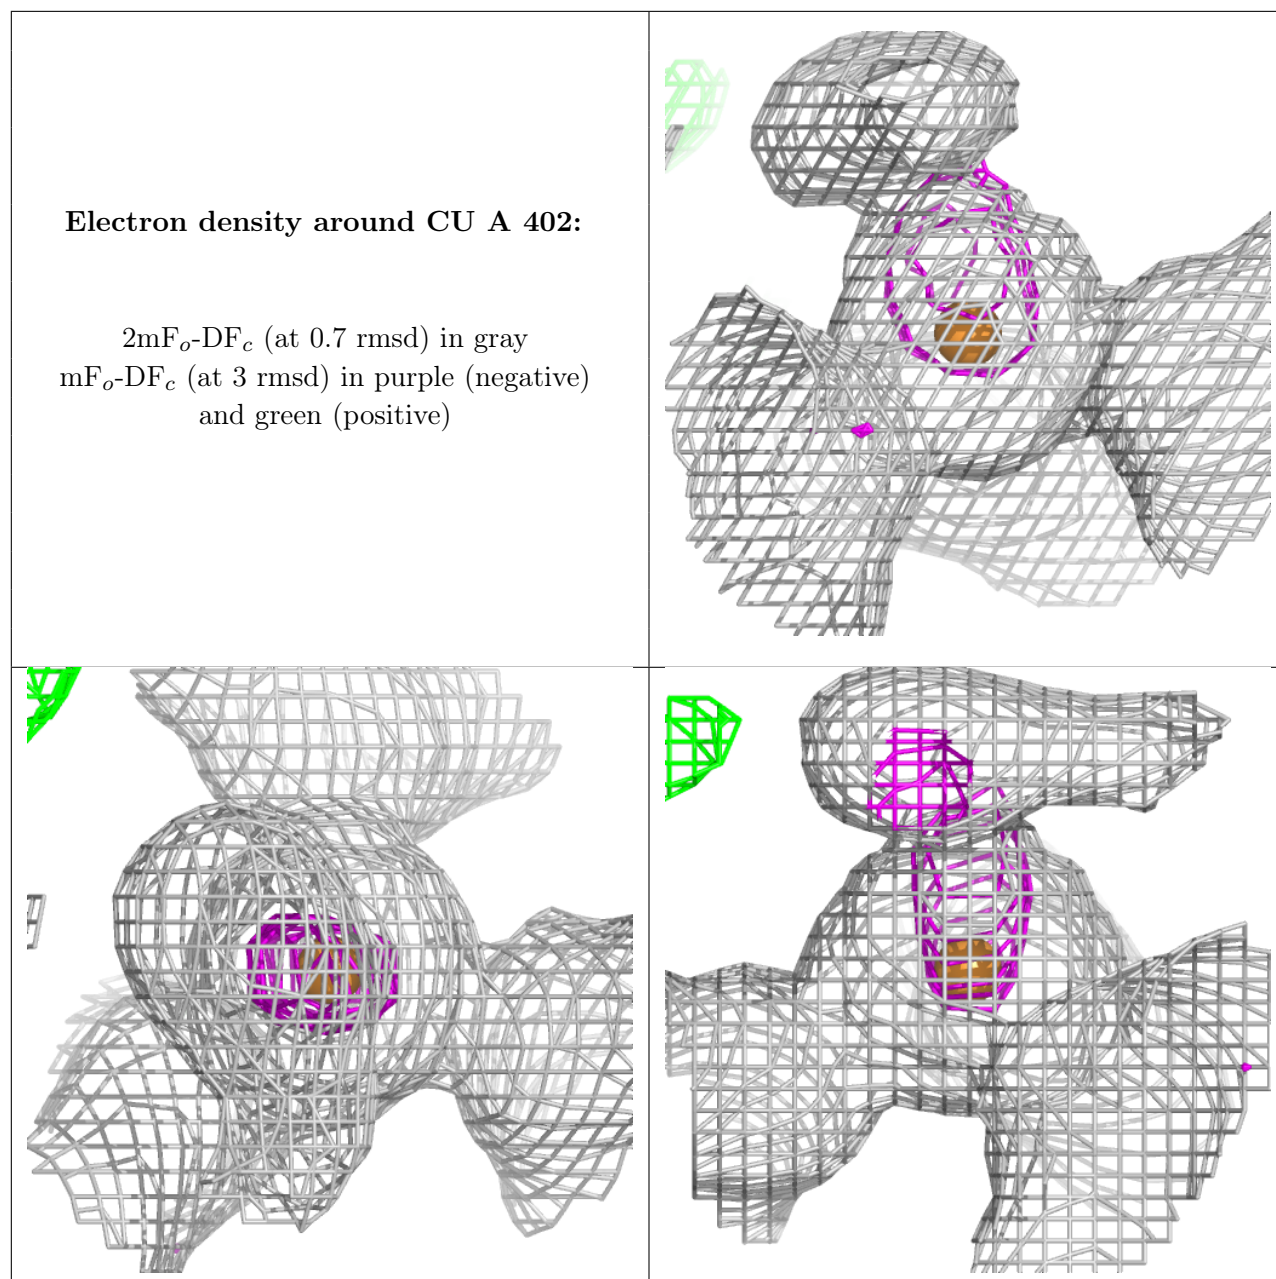 Electron density around CU A 402:
2mFo-DFc (at 0.7 rmsd) in gray
mFo-DFc (at 3 rmsd) in purple (negative)
and green (positive)